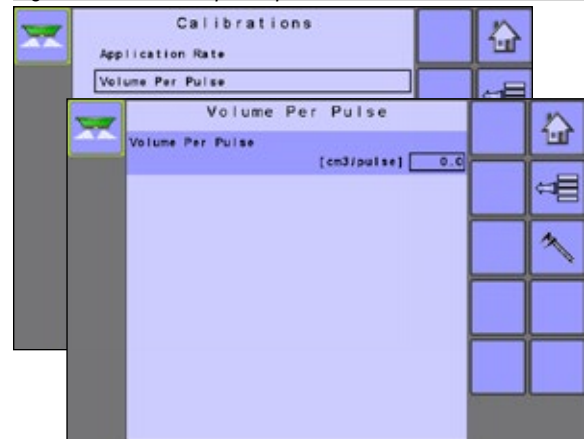 Calibrations
Application Rate
Volume Per Pulse
Volume Per Pulse
Volume Per Pulse
[cm3/pulse] 0.0